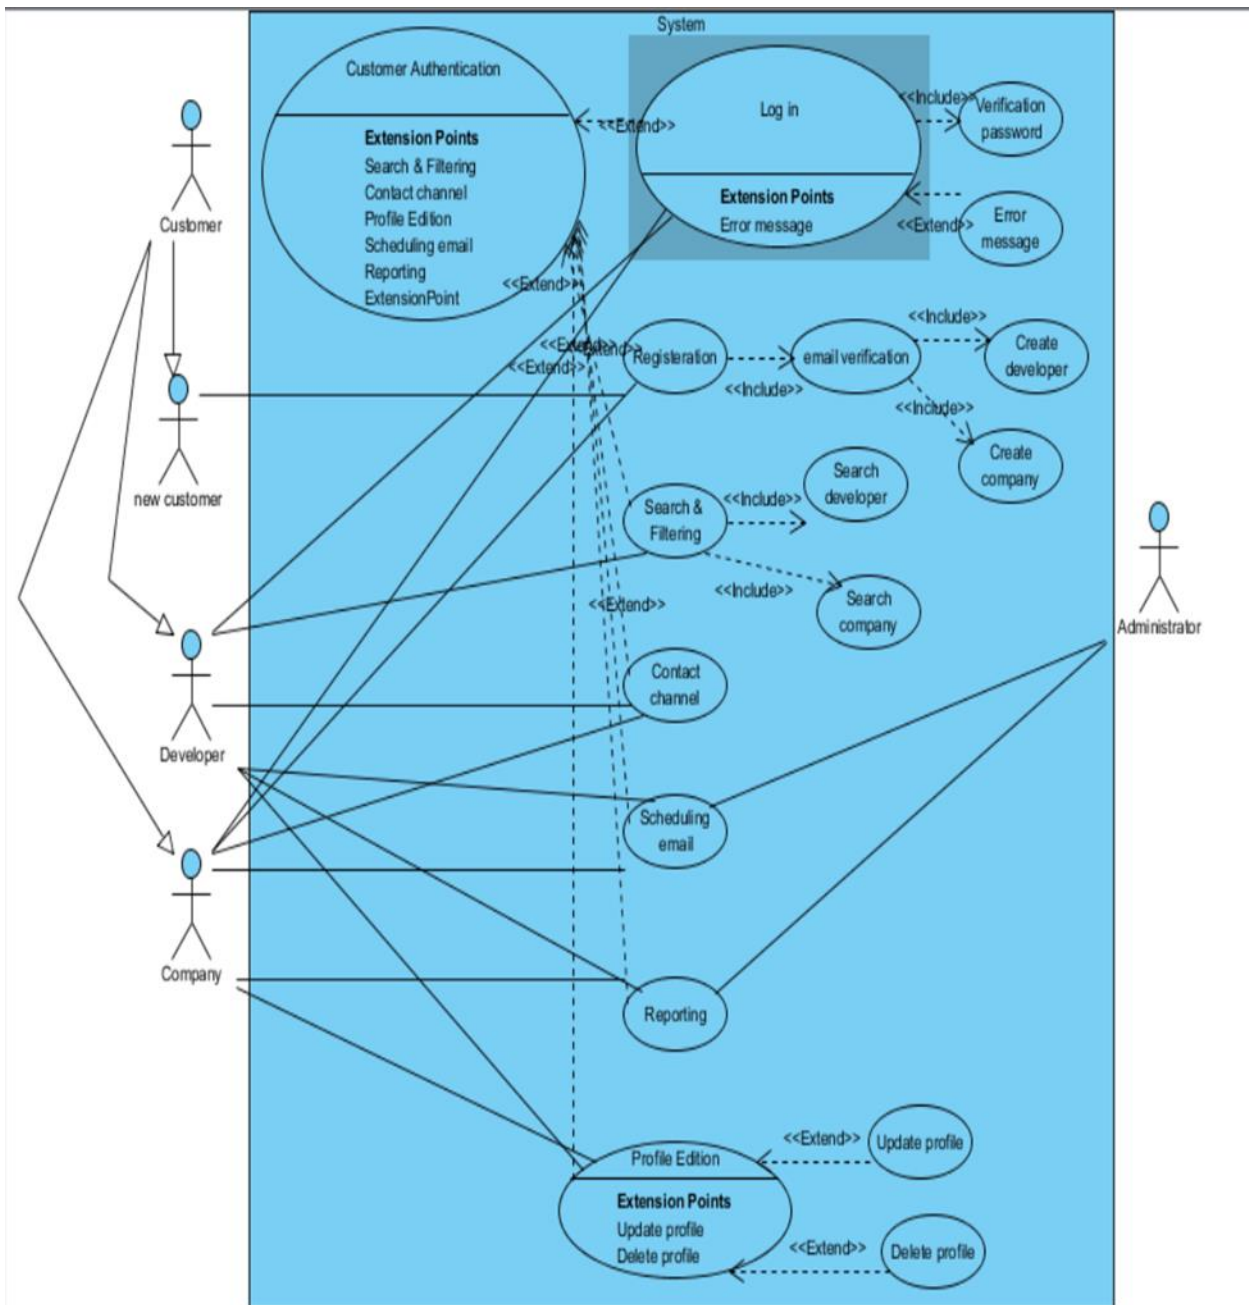 System
Customer Authentication
Extension Points
Search & Filtering
Contact channel
Profile Edition
Scheduling email
Reporting
ExtensionPoint
<<Extend>>
Log in
Extension Points
Error message
<<Include>>
Verification
password
<<Extend>>
Error
message
Customer
<<Extend>>
<<Extend>>
<<Extend>>
<<Extend>>
Registeration
<<Include>>
email verification
<<Include>>
Create
developer
<<Include>>
Create
company
new customer
Search &
Filtering
<<Include>>
Search
developer
<<Include>>
Search
company
<<Extend>>
Administrator
Contact
channel
Developer
Scheduling
email
Company
Reporting
Profile Edition
Extension Points
Update profile
Delete profile
<<Extend>>
Update profile
<<Extend>>
Delete profile